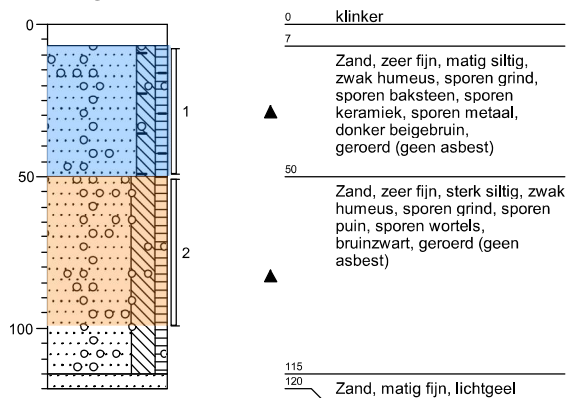 0
50
100
1
2
0 klinker
7
Zand, zeer fijn, matig siltig,
zwak humeus, sporen grind,
sporen baksteen, sporen
keramiek, sporen metaal,
donker beigebruin,
geroerd (geen asbest)
50
Zand, zeer fijn, sterk siltig, zwak
humeus, sporen grind, sporen
puin, sporen wortels,
bruinzwart, geroerd (geen
asbest)
115
120
Zand, matig fijn, lichtgeel